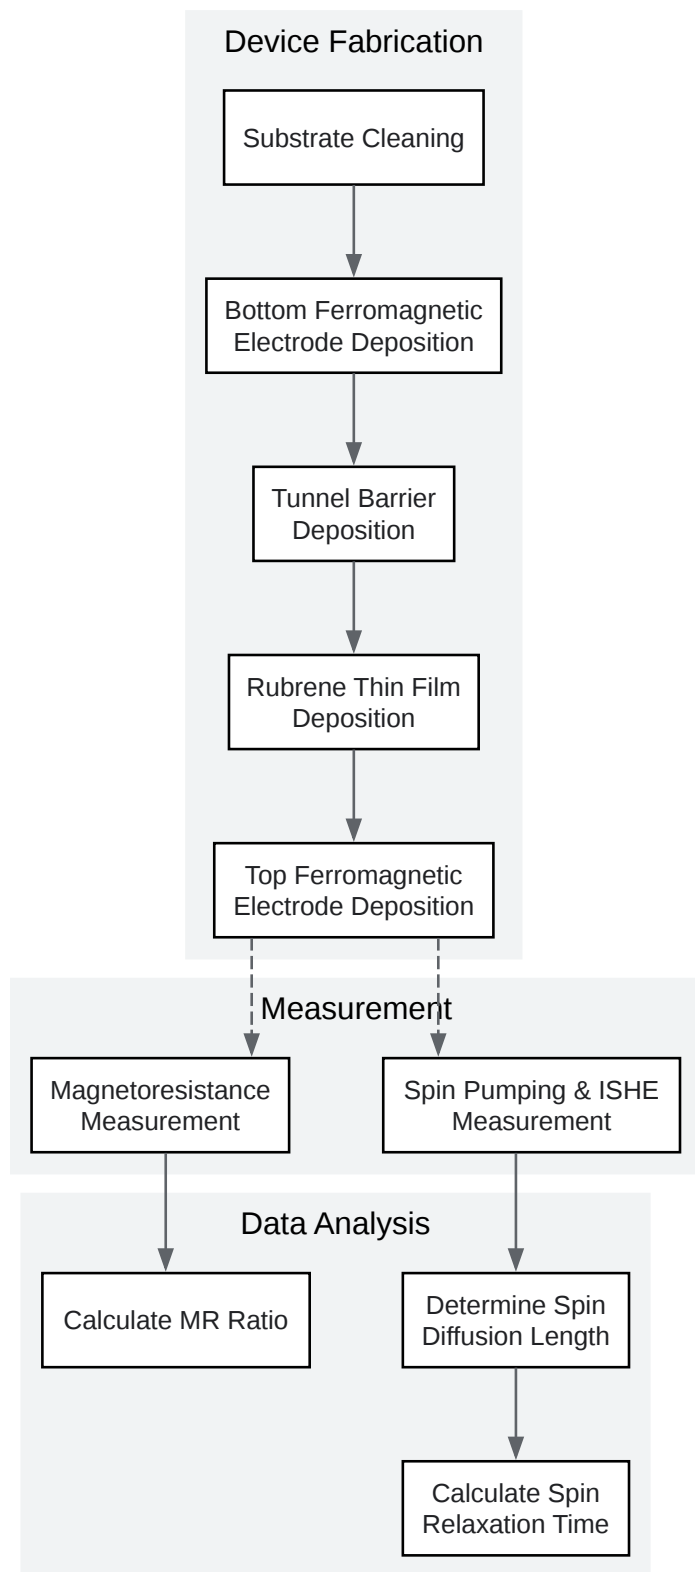 Device Fabrication
Substrate Cleaning
Bottom Ferromagnetic
Electrode Deposition
Tunnel Barrier
Deposition
Rubrene Thin Film
Deposition
Top Ferromagnetic
Electrode Deposition
Measurement
Magnetoresistance
Measurement
Spin Pumping & ISHE
Measurement
Data Analysis
Calculate MR Ratio
Determine Spin
Diffusion Length
Calculate Spin
Relaxation Time